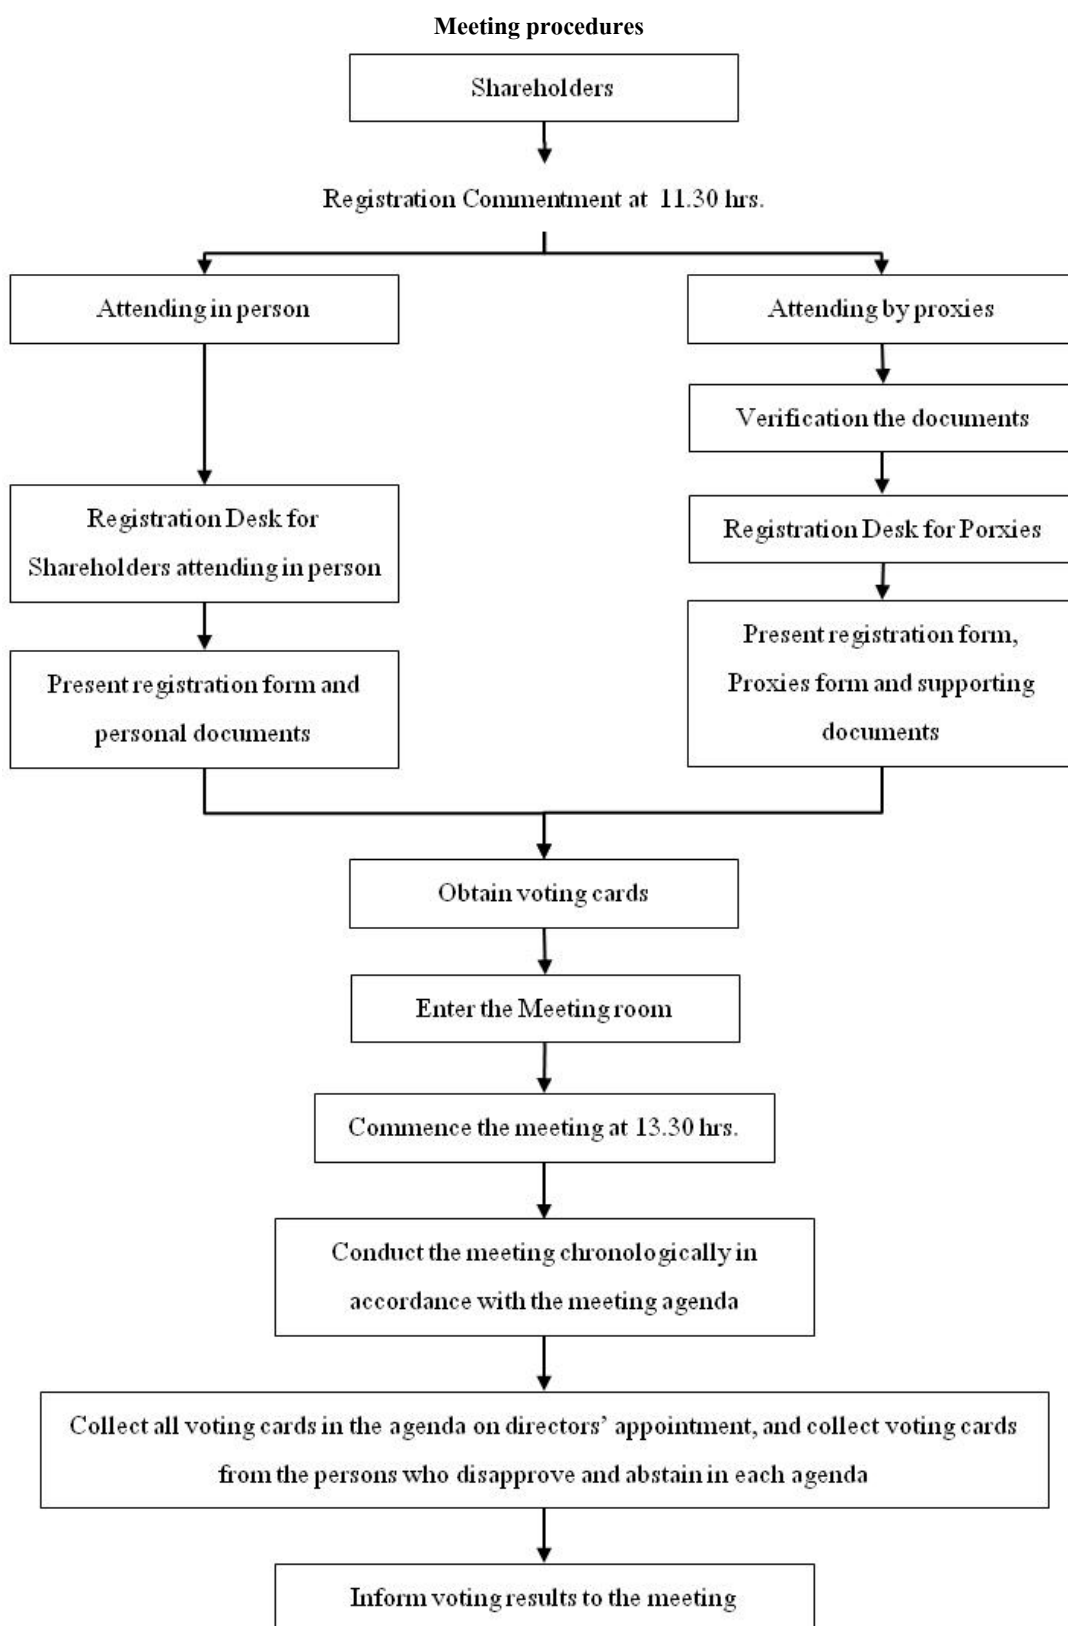 Meeting procedures
Shareholders
Registration Commentment at 11.30 hrs.
Attending in person
Attending by proxies
Verification the documents
Registration Desk for
Shareholders attending in person
Registration Desk for Porxies
Present registration form and
personal documents
Present registration form,
Proxies form and supporting
documents
Obtain voting cards
Enter the Meeting room
Commence the meeting at 13.30 hrs.
Conduct the meeting chronologically in
accordance with the meeting agenda
Collect all voting cards in the agenda on directors’ appointment, and collect voting cards
from the persons who disapprove and abstain in each agenda
Inform voting results to the meeting